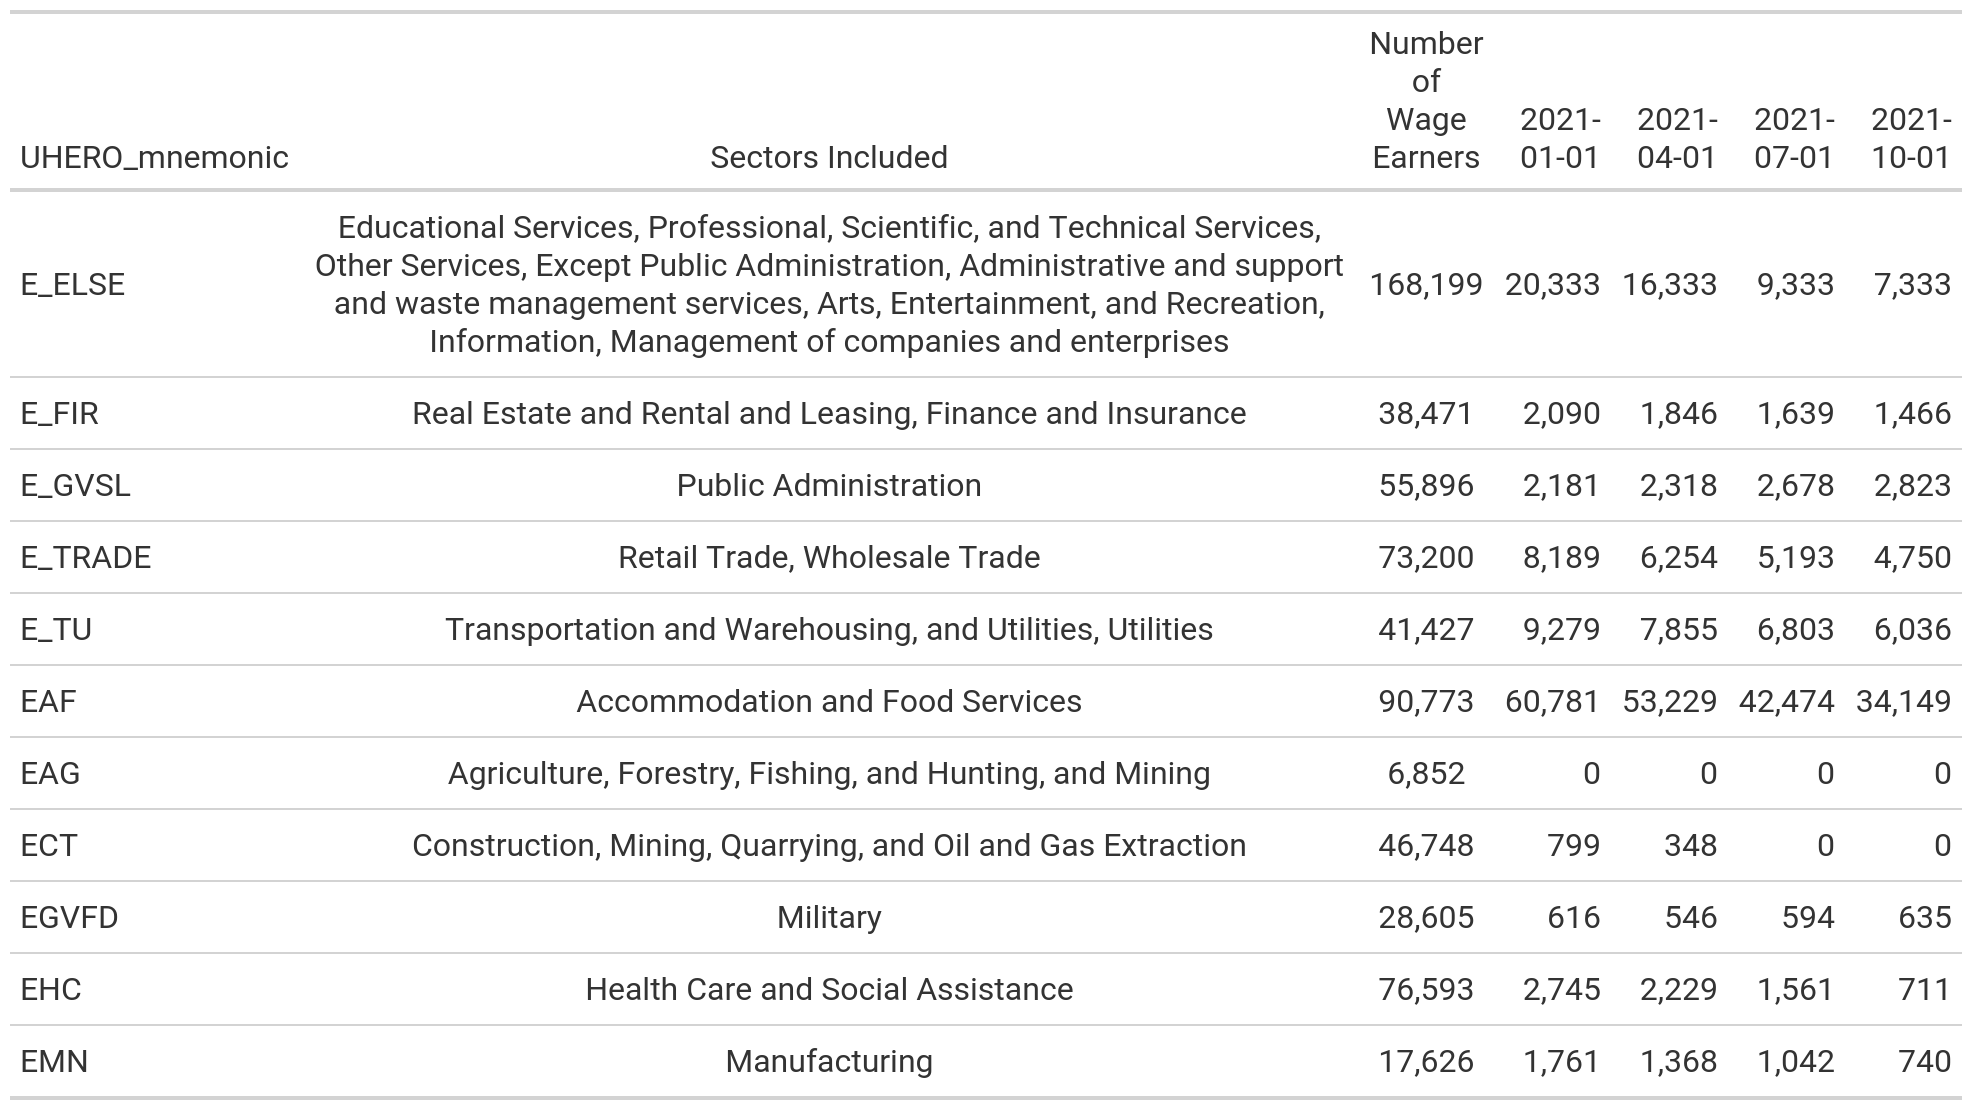 UHERO_mnemonic Sectors Included Number of Wage Earners 2021-01-01 2021-04-01 2021-07-01 2021-10-01
E_ELSE Educational Services, Professional, Scientific, and Technical Services,
Other Services, Except Public Administration, Administrative and support
and waste management services, Arts, Entertainment, and Recreation,
Information, Management of companies and enterprises 168,199 20,333 16,333 9,333 7,333
E_FIR Real Estate and Rental and Leasing, Finance and Insurance 38,471 2,090 1,846 1,639 1,466
E_GVSL Public Administration 55,896 2,181 2,318 2,678 2,823
E_TRADE Retail Trade, Wholesale Trade 73,200 8,189 6,254 5,193 4,750
E_TU Transportation and Warehousing, and Utilities, Utilities 41,427 9,279 7,855 6,803 6,036
EAF Accommodation and Food Services 90,773 60,781 53,229 42,474 34,149
EAG Agriculture, Forestry, Fishing, and Hunting, and Mining 6,852 0 0 0 0
ECT Construction, Mining, Quarrying, and Oil and Gas Extraction 46,748 799 348 0 0
EGVFD Military 28,605 616 546 594 635
EHC Health Care and Social Assistance 76,593 2,745 2,229 1,561 711
EMN Manufacturing 17,626 1,761 1,368 1,042 740